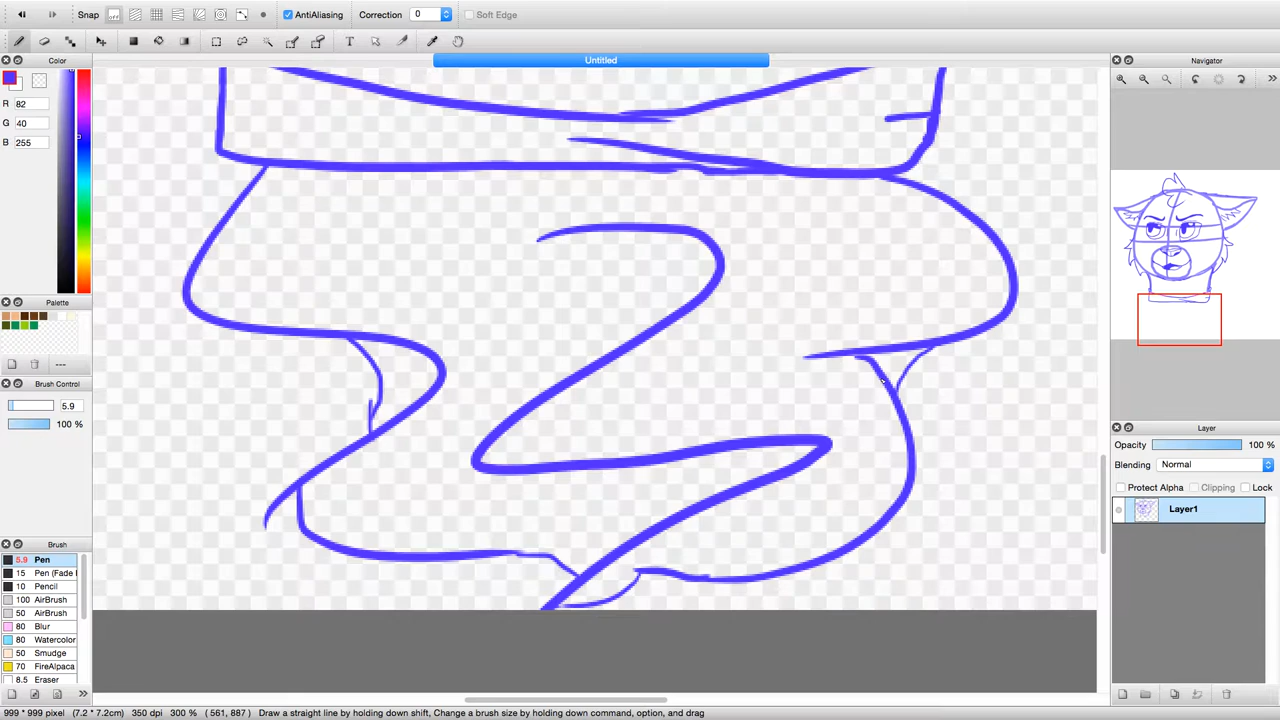 Snap off AntiAliasing Correction 0 Soft Edge
T
Color Untitled Navigator
R 82
G 40
B 255
Palette
---
Brush Control
5.9
100 %
Layer
Opacity 100 %
Blending Normal
Protect Alpha Clipping Lock
Layer1
Brush
5.9 Pen
15 Pen (Fade I
10 Pencil
100 AirBrush
50 AirBrush
80 Blur
80 Watercolor
50 Smudge
70 FireAlpaca
8.5 Eraser
999 * 999 pixel (7.2 * 7.2cm) 350 dpi 300 % ( 561, 887 ) Draw a straight line by holding down shift, Change a brush size by holding down command, option, and drag